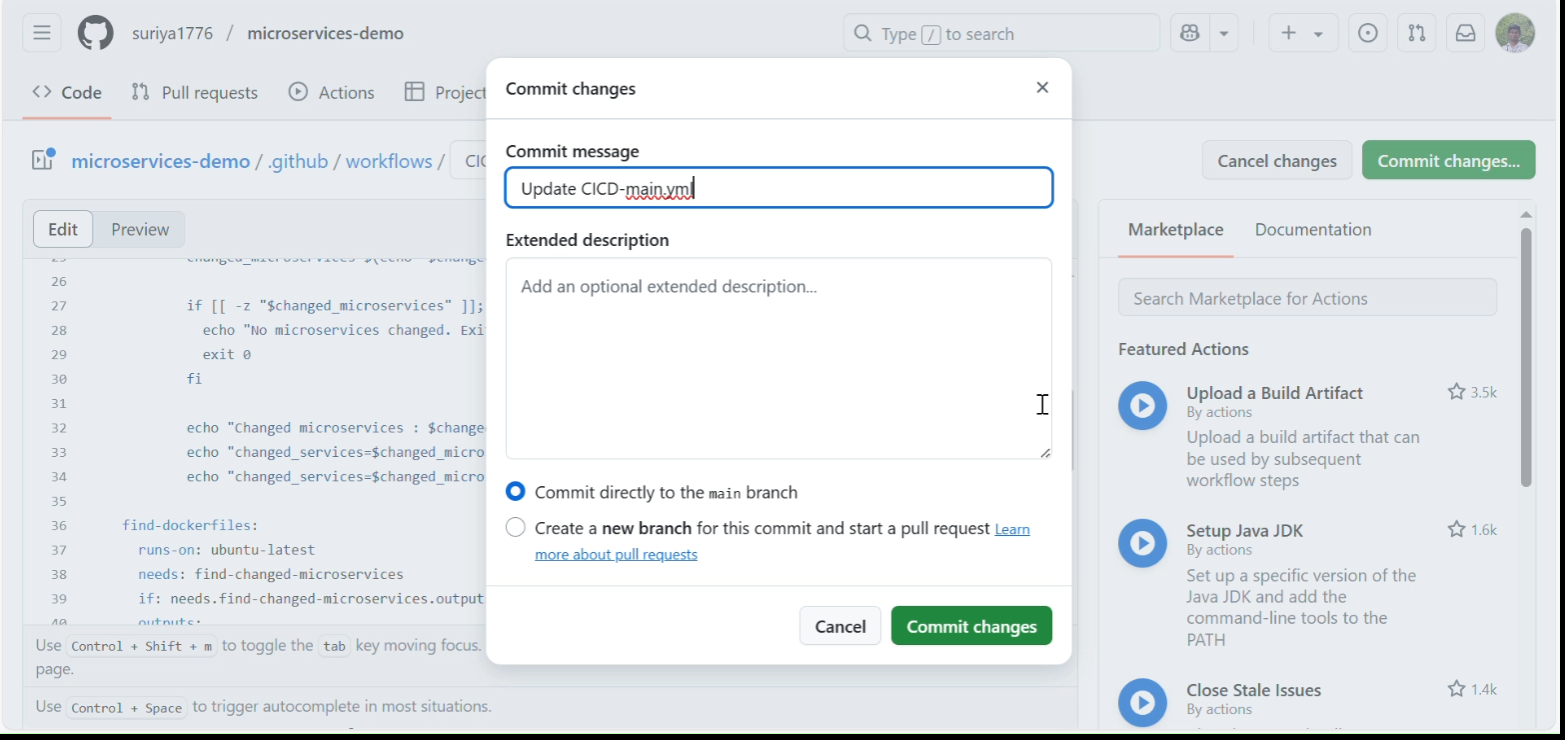 suriya1776 / microservices-demo
Type / to search
Code
Pull requests
Actions
Project
microservices-demo / .github / workflows /
Cancel changes
Commit changes...
Edit
Preview
26
27 if [[ -z "$changed_microservices" ]];
28 echo "No microservices changed. Exi
29 exit 0
30 fi
31
32 echo "Changed microservices : $change
33 echo "changed_services=$changed_micro
34 echo "changed_services=$changed_micro
35
36 find-dockerfiles:
37 runs-on: ubuntu-latest
38 needs: find-changed-microservices
39 if: needs.find-changed-microservices.output
40 outputs:
Use Control + Shift + m to toggle the tab key moving focus.
page.
Use Control + Space to trigger autocomplete in most situations.
Commit changes
Commit message
Update CICD-main.yml
Extended description
Add an optional extended description...
Commit directly to the main branch
Create a new branch for this commit and start a pull request Learn
more about pull requests
Cancel
Commit changes
Marketplace
Documentation
Search Marketplace for Actions
Featured Actions
Upload a Build Artifact
3.5k
By actions
Upload a build artifact that can
be used by subsequent
workflow steps
Setup Java JDK
1.6k
By actions
Set up a specific version of the
Java JDK and add the
command-line tools to the
PATH
Close Stale Issues
1.4k
By actions